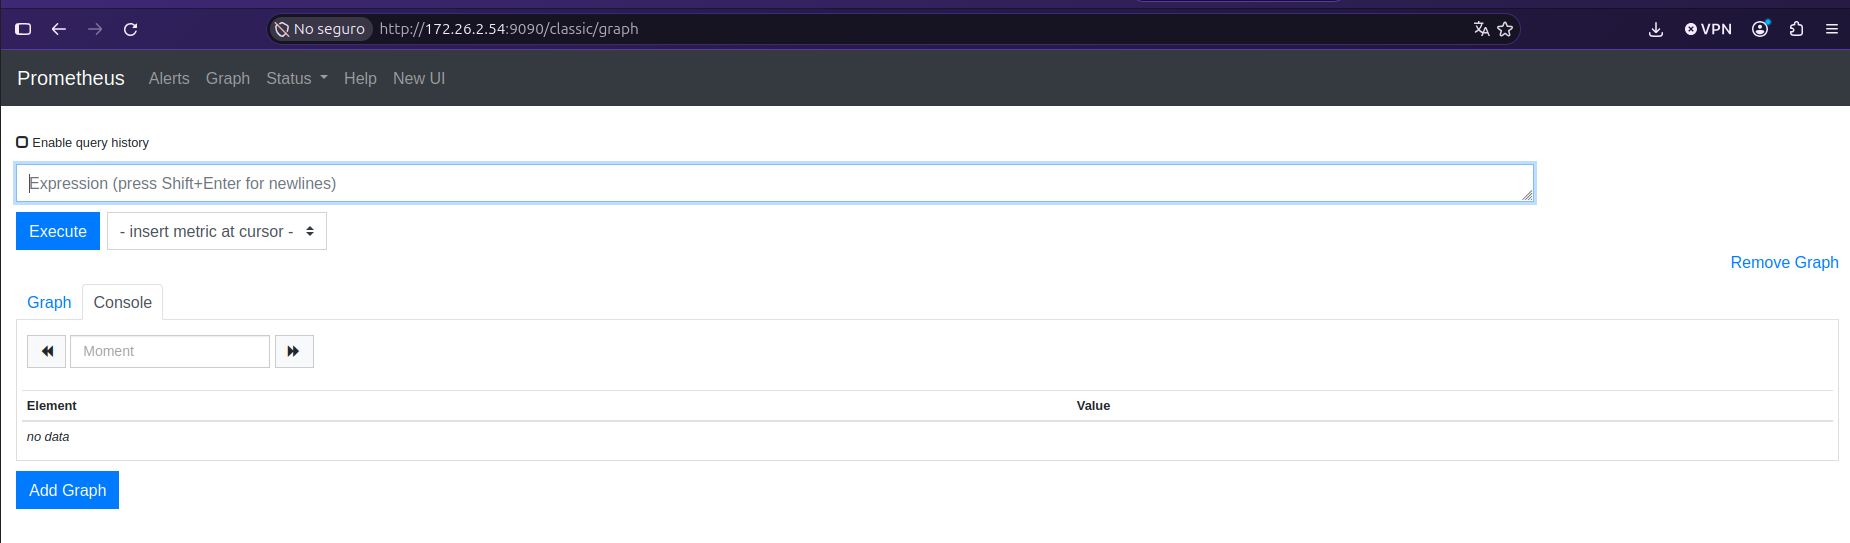 No seguro http://172.26.2.54:9090/classic/graph VPN
Prometheus Alerts Graph Status Help New UI
Enable query history
Expression (press Shift+Enter for newlines)
Execute - insert metric at cursor -
Remove Graph
Graph Console
Moment
Element Value
no data
Add Graph